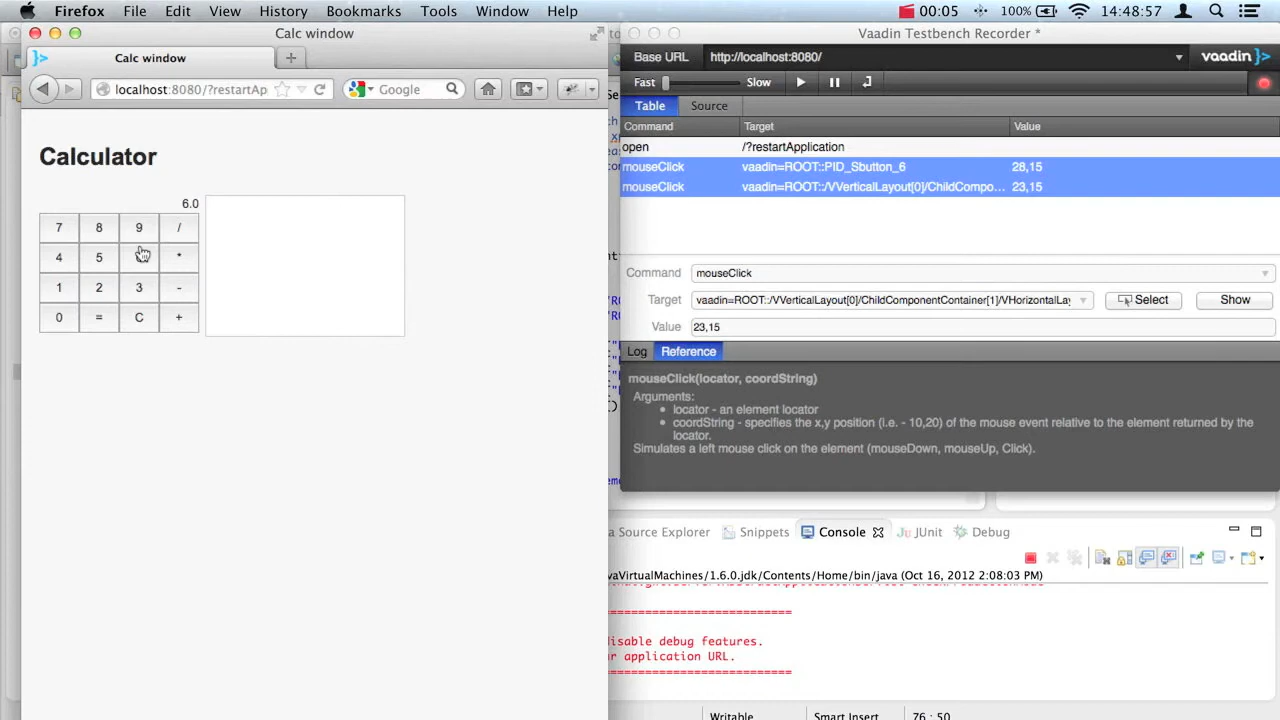 Firefox File Edit View History Bookmarks Tools Window Help 00:05 100% 14:48:57
Calc window
Calc window
localhost:8080/?restartAp Google
Calculator
6.0
7 8 9 /
4 5 *
1 2 3 -
0 = C +
Vaadin Testbench Recorder *
Base URL http://localhost:8080/ vaadin}>
Fast Slow
Table Source
Command Target Value
open /?restartApplication
mouseClick vaadin=ROOT::PID_Sbutton_6 28,15
mouseClick vaadin=ROOT::/VVerticalLayout[0]/ChildCompo... 23,15
Command mouseClick
Target vaadin=ROOT::/VVerticalLayout[0]/ChildComponentContainer[1]/VHorizontalLa Select Show
Value 23,15
Log Reference
mouseClick(locator, coordString)
Arguments:
locator - an element locator
coordString - specifies the x,y position (i.e. - 10,20) of the mouse event relative to the element returned by the
locator.
Simulates a left mouse click on the element (mouseDown, mouseUp, Click).
a Source Explorer Snippets Console JUnit Debug
avaVirtualMachines/1.6.0.jdk/Contents/Home/bin/java (Oct 16, 2012 2:08:03 PM)
==========================
isable debug features.
r application URL.
==========================
Writable Smart Insert 76 : 50